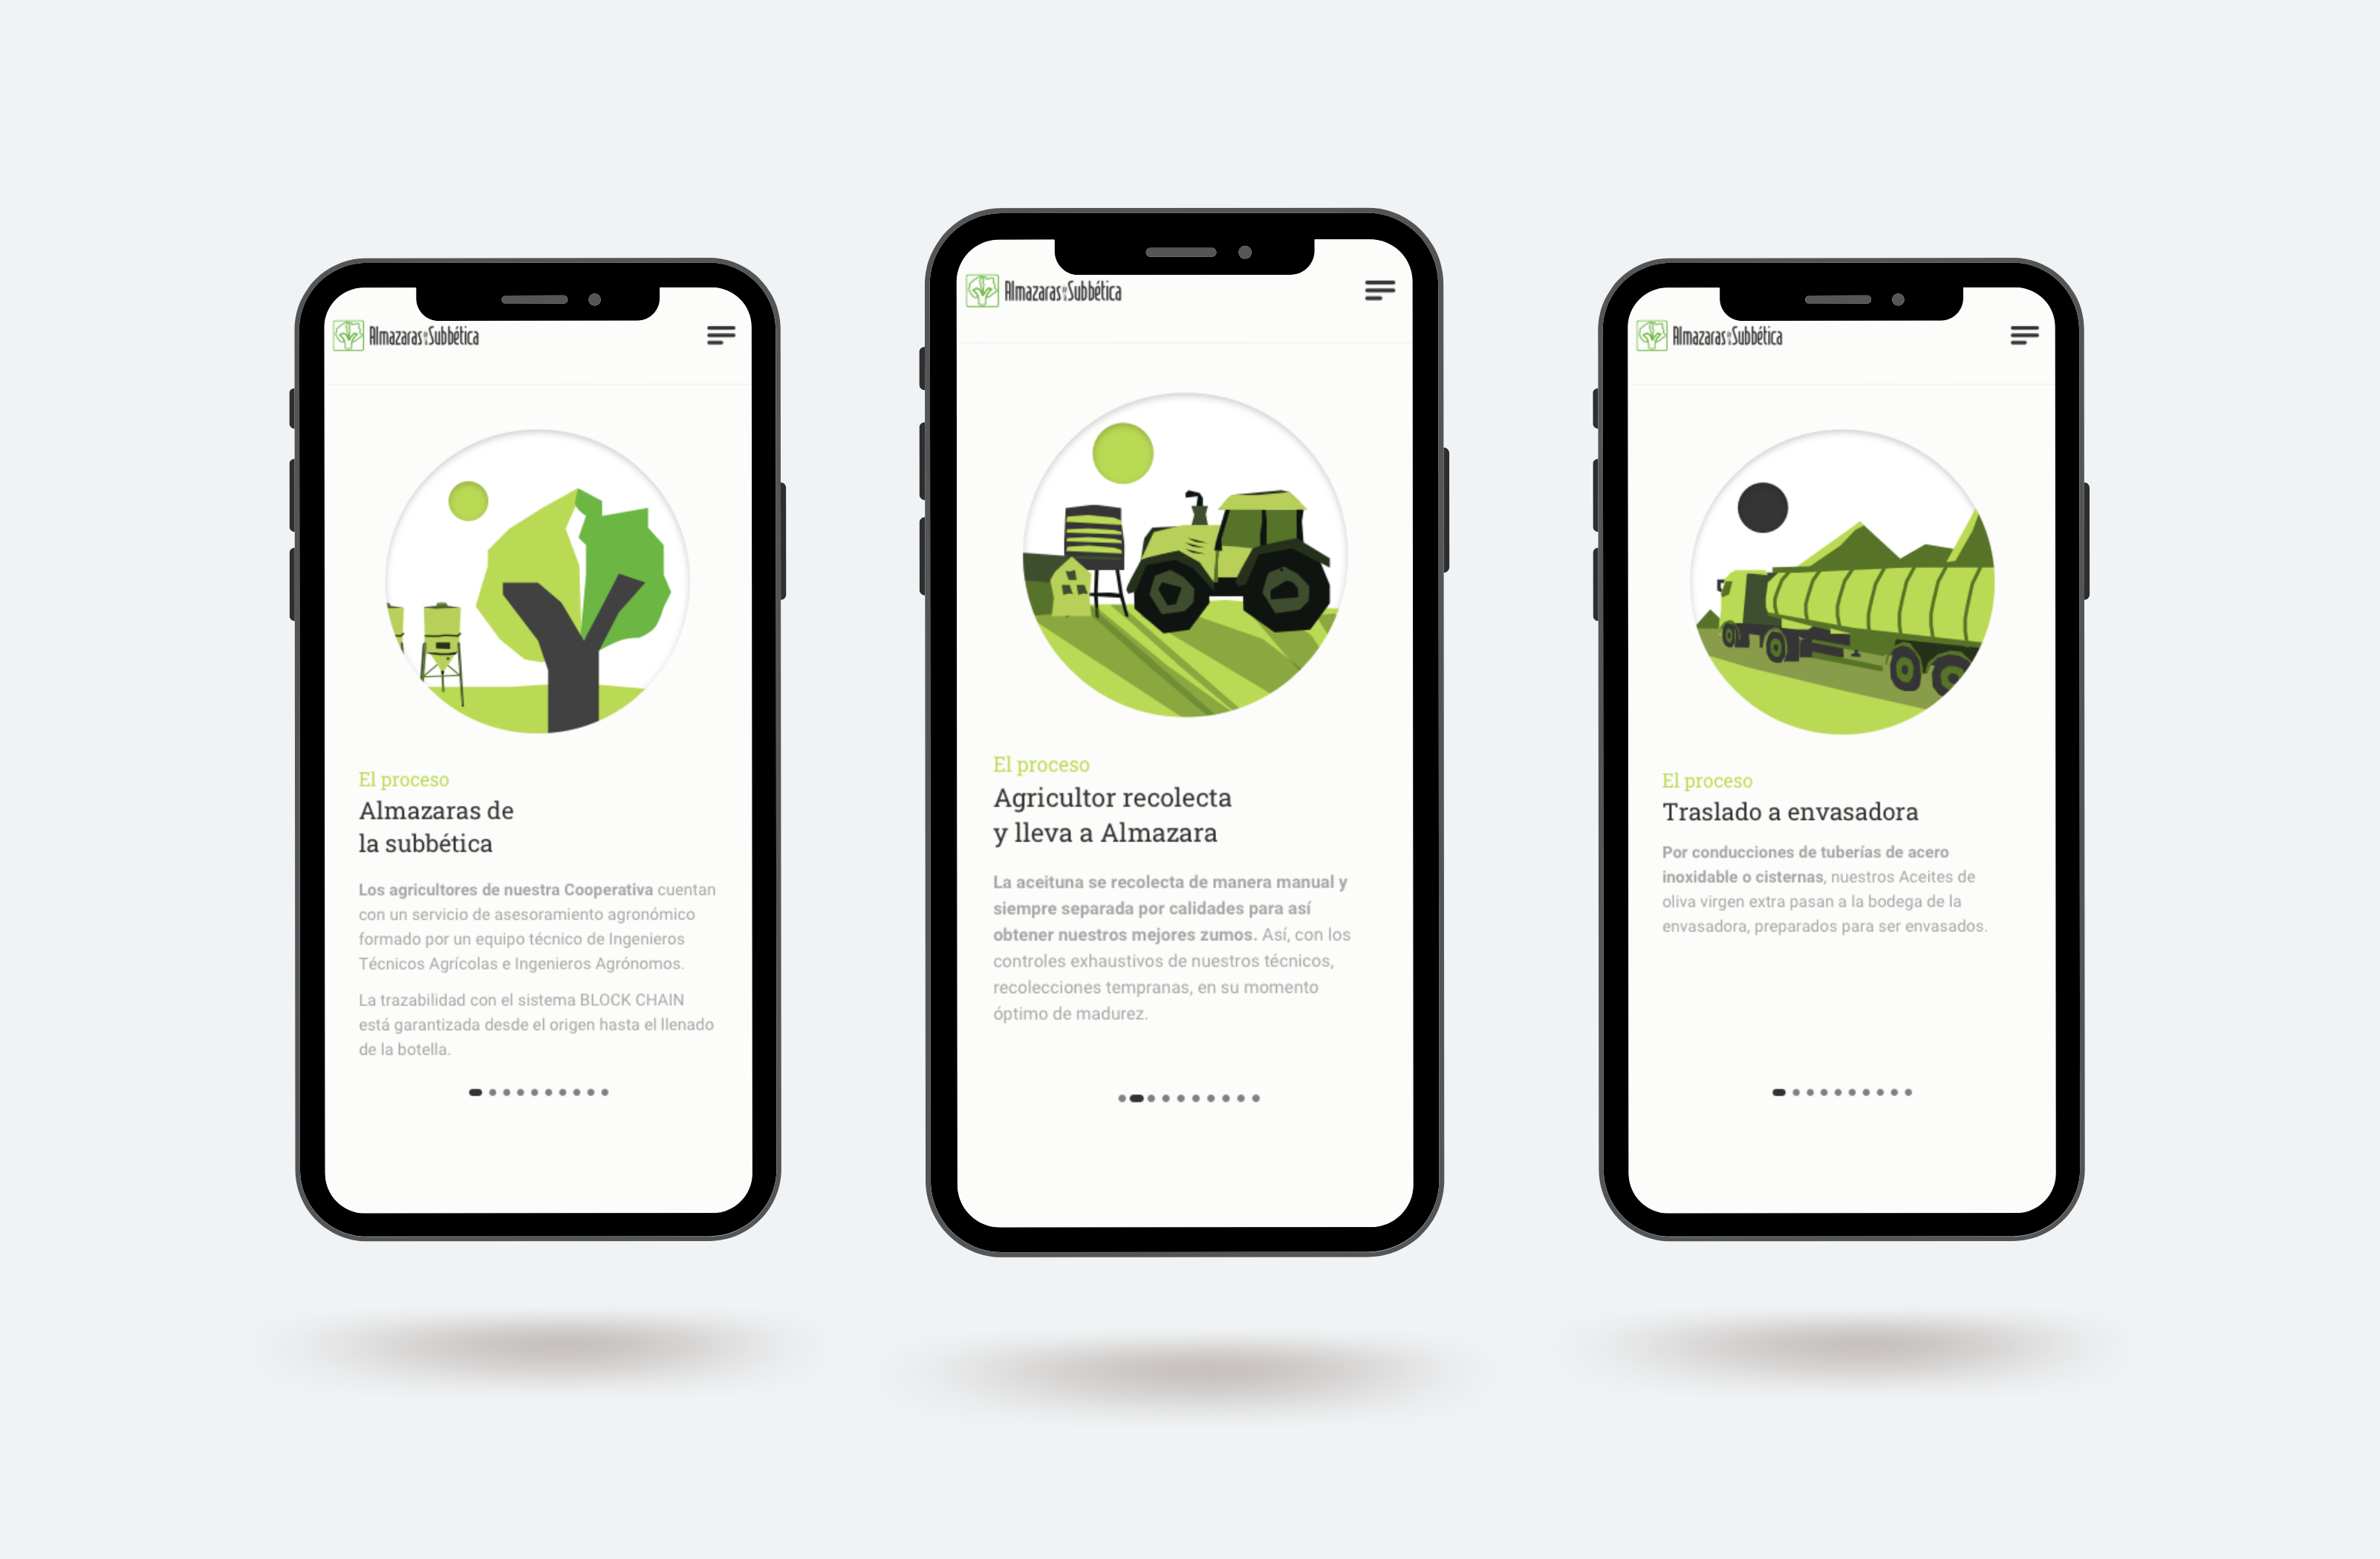 Almazaras de la Subbética
El proceso
Almazaras de
la subbética
Los agricultores de nuestra Cooperativa cuentan
con un servicio de asesoramiento agronómico
formado por un equipo técnico de Ingenieros
Técnicos Agrícolas e Ingenieros Agrónomos.
La trazabilidad con el sistema BLOCK CHAIN
está garantizada desde el origen hasta el llenado
de la botella.
Almazaras de la Subbética
El proceso
Agricultor recolecta
y lleva a Almazara
La aceituna se recolecta de manera manual y
siempre separada por calidades para así
obtener nuestros mejores zumos. Así, con los
controles exhaustivos de nuestros técnicos,
recolecciones tempranas, en su momento
óptimo de madurez.
Almazaras de la Subbética
El proceso
Traslado a envasadora
Por conducciones de tuberías de acero
inoxidable o cisternas, nuestros Aceites de
oliva virgen extra pasan a la bodega de la
envasadora, preparados para ser envasados.